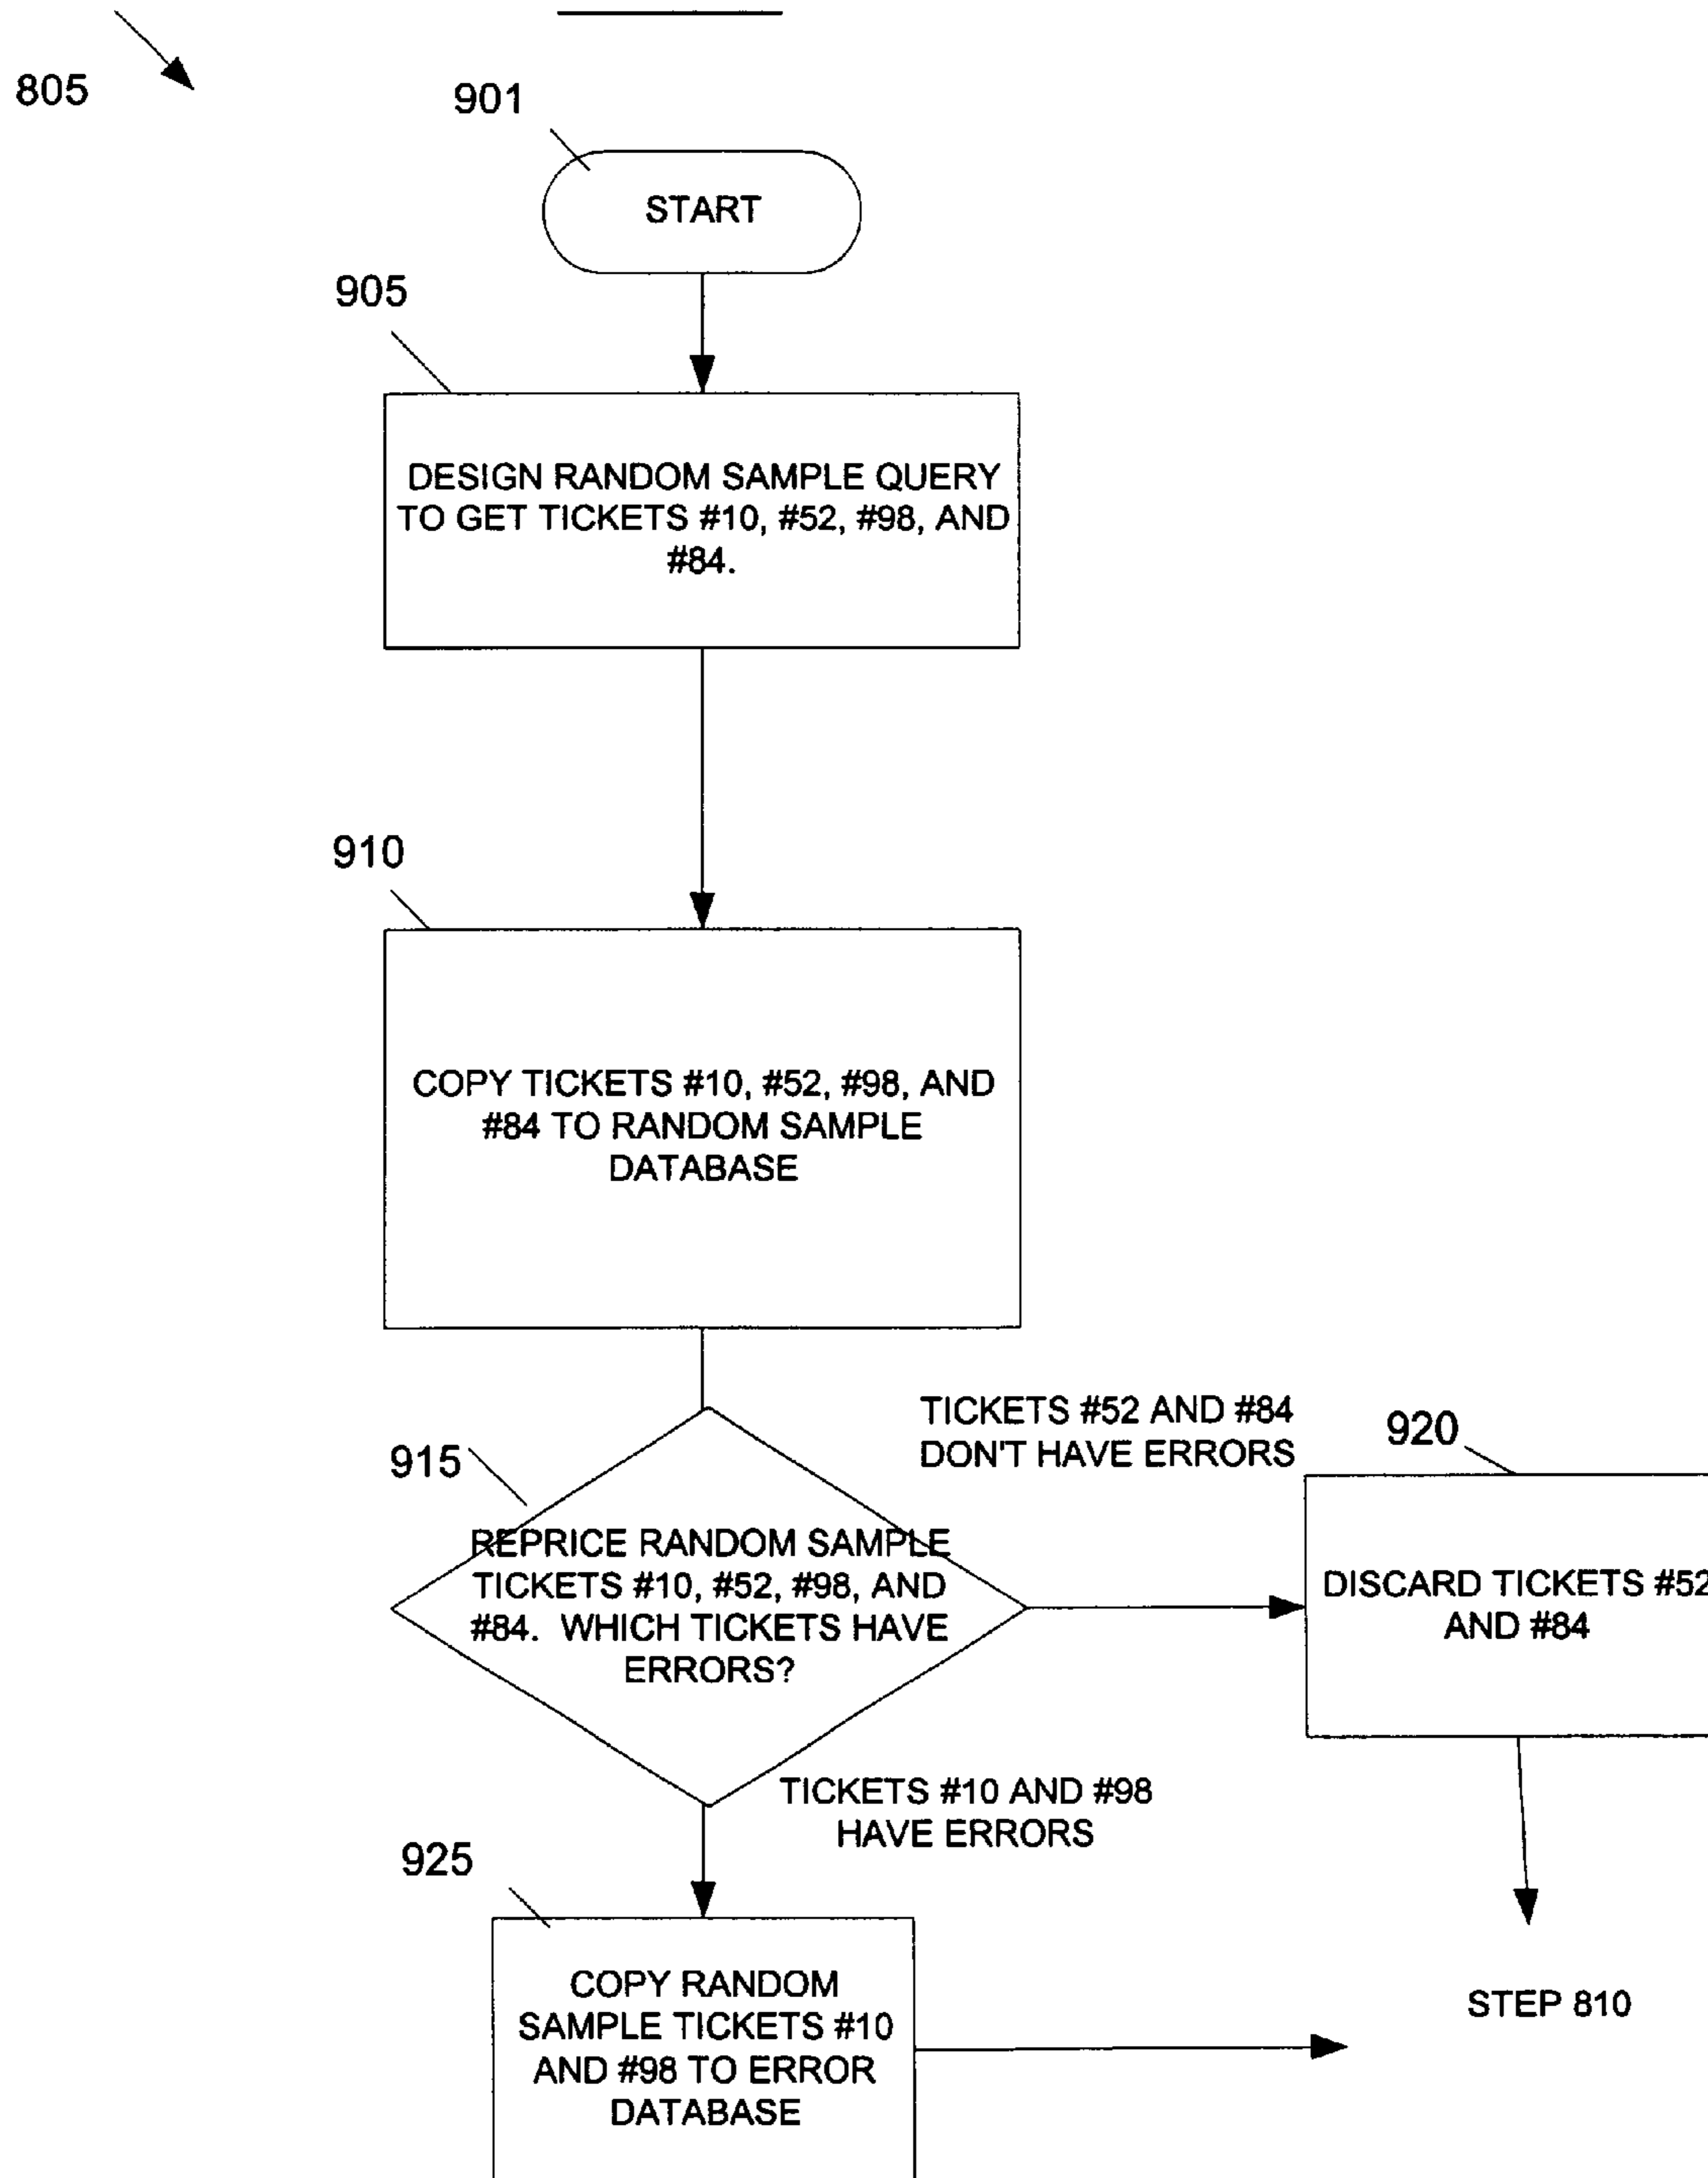 805
901
START
905
DESIGN RANDOM SAMPLE QUERY
TO GET TICKETS #10, #52, #98, AND
#84.
910
COPY TICKETS #10, #52, #98, AND
#84 TO RANDOM SAMPLE
DATABASE
TICKETS #52 AND #84
DON'T HAVE ERRORS
920
915
REPRICE RANDOM SAMPLE
TICKETS #10, #52, #98, AND
#84. WHICH TICKETS HAVE
ERRORS?
DISCARD TICKETS #52
AND #84
TICKETS #10 AND #98
HAVE ERRORS
925
COPY RANDOM
SAMPLE TICKETS #10
AND #98 TO ERROR
DATABASE
STEP 810